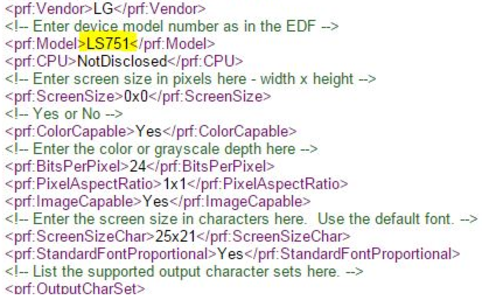 <prf:Vendor>LG</prf:Vendor>
<!-- Enter device model number as in the EDF -->
<prf:Model>LS751</prf:Model>
<prf:CPU>NotDisclosed</prf:CPU>
<!-- Enter screen size in pixels here - width x height -->
<prf:ScreenSize>0x0</prf:ScreenSize>
<!-- Yes or No -->
<prf:ColorCapable>Yes</prf:ColorCapable>
<!-- Enter the color or grayscale depth here -->
<prf:BitsPerPixel>24</prf:BitsPerPixel>
<prf:PixelAspectRatio>1x1</prf:PixelAspectRatio>
<prf:ImageCapable>Yes</prf:ImageCapable>
<!-- Enter the screen size in characters here.  Use the default font. -->
<prf:ScreenSizeChar>25x21</prf:ScreenSizeChar>
<prf:StandardFontProportional>Yes</prf:StandardFontProportional>
<!-- List the supported output character sets here. -->
<prf:OutputCharSet>